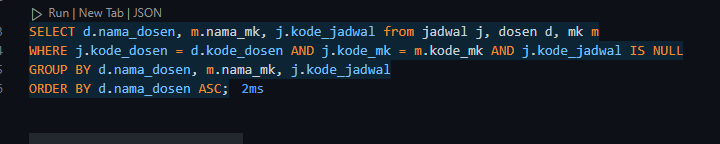 Run | New Tab | JSON
SELECT d.nama_dosen, m.nama_mk, j.kode_jadwal from jadwal j, dosen d, mk m
WHERE j.kode_dosen = d.kode_dosen AND j.kode_mk = m.kode_mk AND j.kode_jadwal IS NULL
GROUP BY d.nama_dosen, m.nama_mk, j.kode_jadwal
ORDER BY d.nama_dosen ASC; 2ms